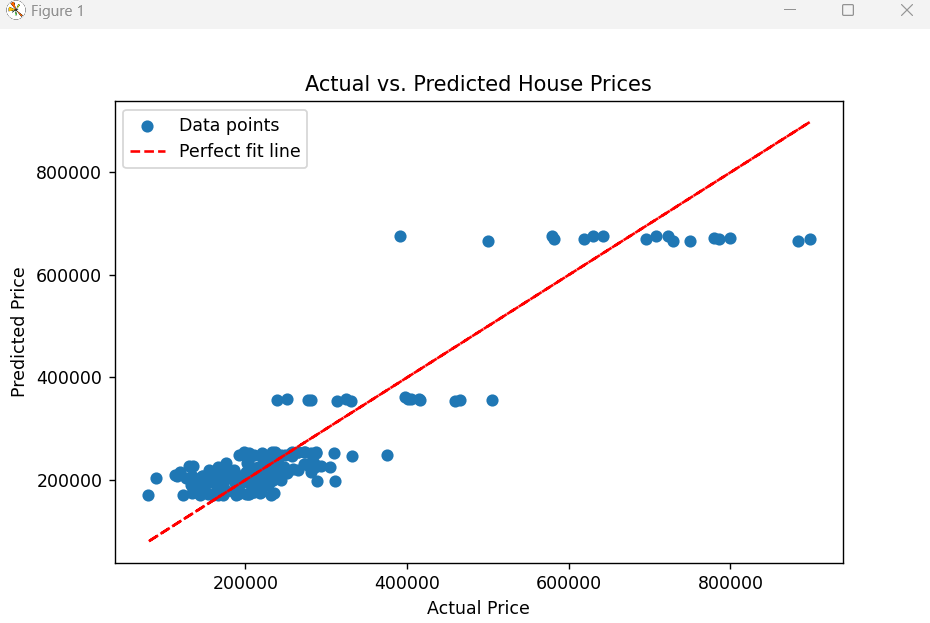 Figure 1
Actual vs. Predicted House Prices
Data points
Perfect fit line
800000
600000
400000
200000
Predicted Price
200000
400000
600000
800000
Actual Price